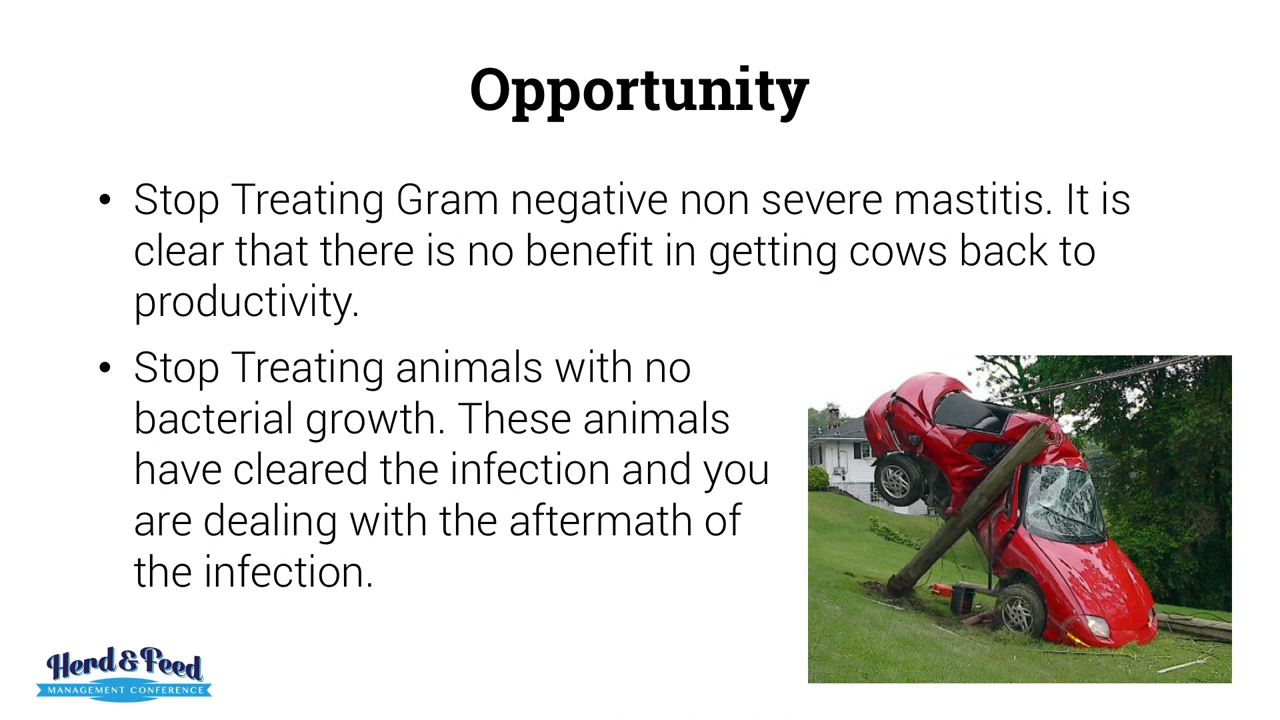 Opportunity
• Stop Treating Gram negative non severe mastitis. It is
clear that there is no benefit in getting cows back to
productivity.
• Stop Treating animals with no
bacterial growth. These animals
have cleared the infection and you
are dealing with the aftermath of
the infection.
Herd & Feed
MANAGEMENT CONFERENCE